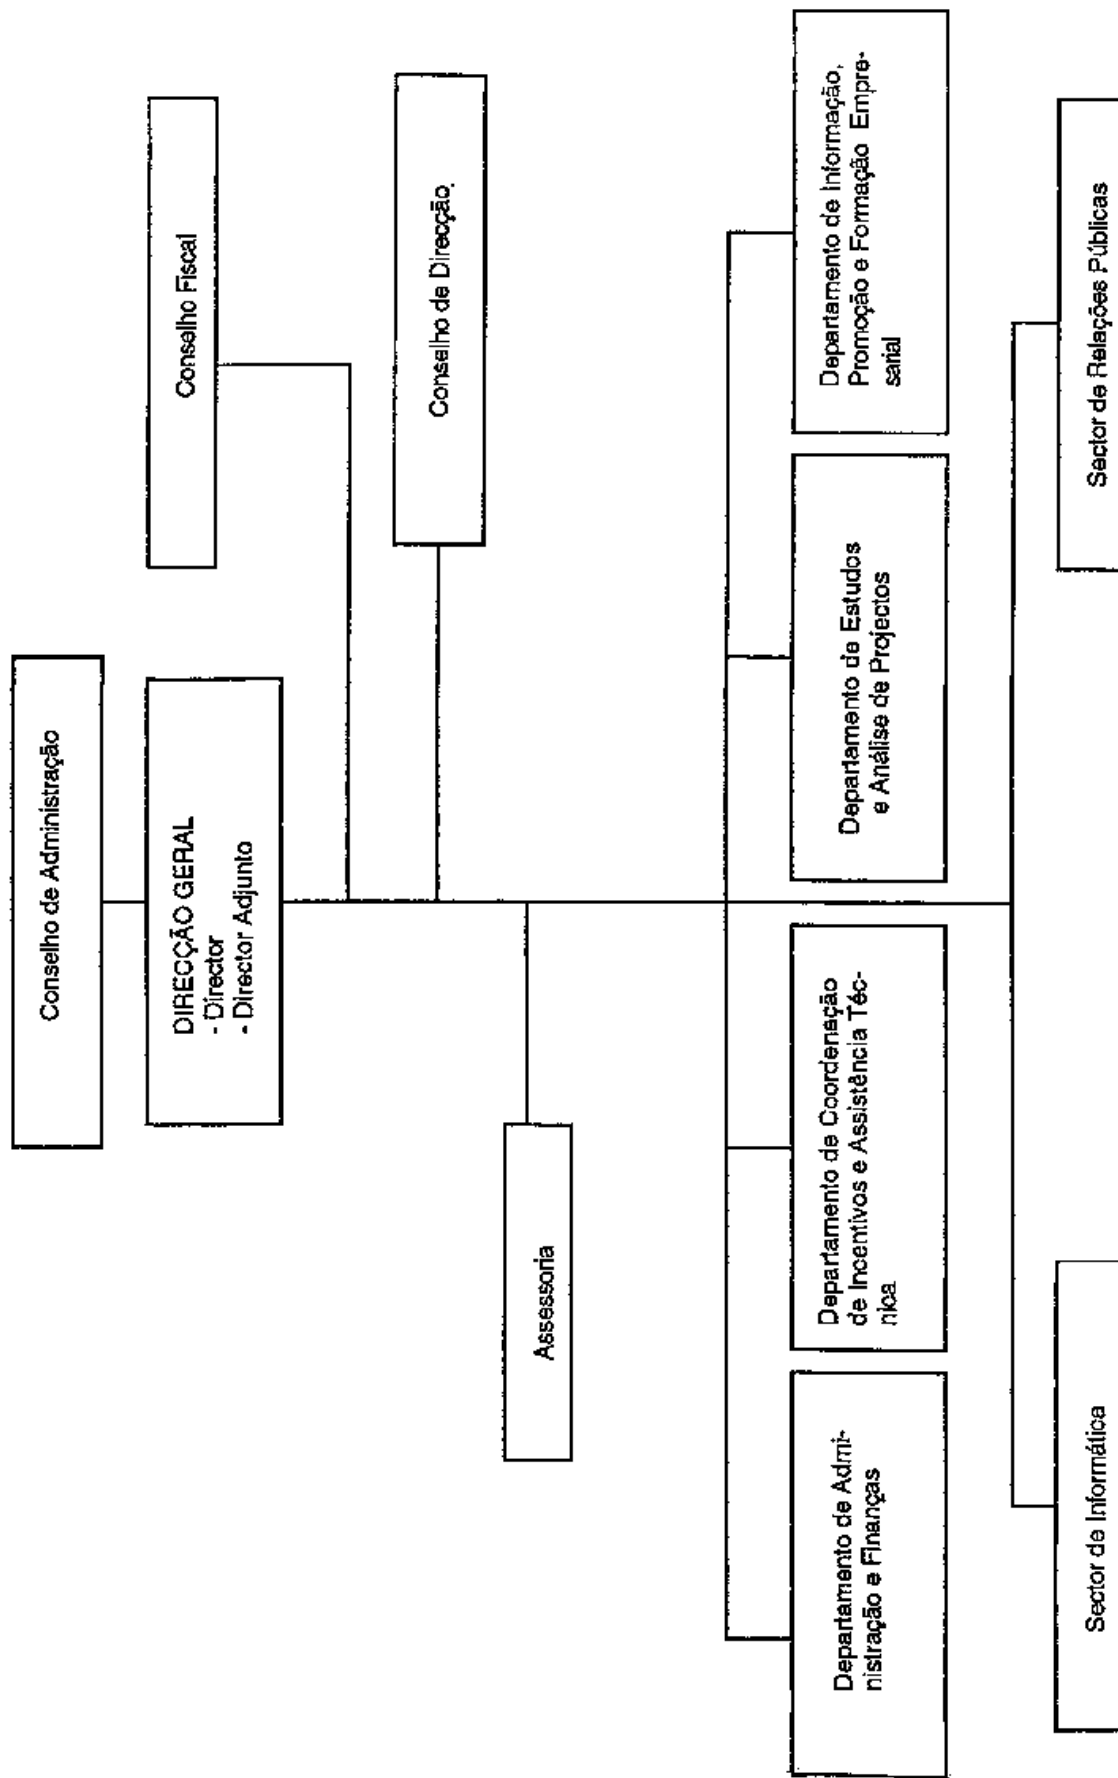 Conselho de Administração
DIRECÇÃO GERAL
- Director
- Director Adjunto
Conselho Fiscal
Conselho de Direcção.
Assessoria
Departamento de Admi-
nistração e Finanças
Departamento de Coordenação
de Incentivos e Assistência Téc-
nica
Departamento de Estudos
e Análise de Projectos
Departamento de Informação,
Promoção e Formação Empre-
sarial
Sector de Informática
Sector de Relações Públicas